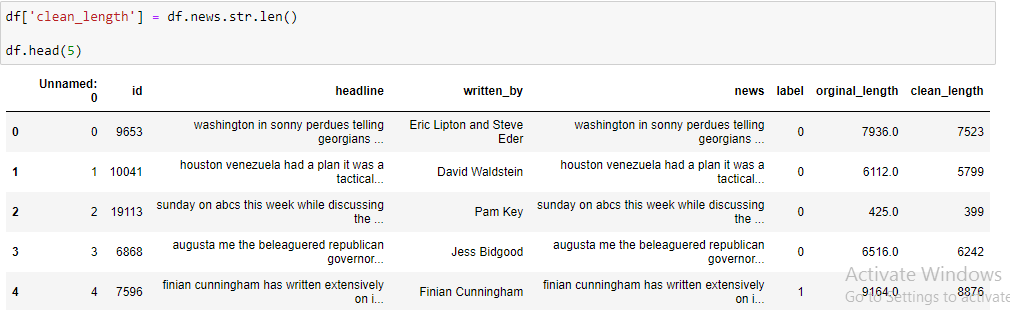 df['clean_length'] = df.news.str.len()
df.head(5)
Unnamed: 0 id headline written_by news label orginal_length clean_length
0 0 9653 washington in sonny perdues telling georgians ... Eric Lipton and Steve Eder washington in sonny perdues telling georgians ... 0 7936.0 7523
1 1 10041 houston venezuela had a plan it was a tactical... David Waldstein houston venezuela had a plan it was a tactical... 0 6112.0 5799
2 2 19113 sunday on abcs this week while discussing the ... Pam Key sunday on abcs this week while discussing the ... 0 425.0 399
3 3 6868 augusta me the beleaguered republican governor... Jess Bidgood augusta me the beleaguered republican governor... 0 6516.0 6242
4 4 7596 finian cunningham has written extensively on i... Finian Cunningham finian cunningham has written extensively on i... 1 9164.0 8876
Activate Windows
Go to Settings to activate